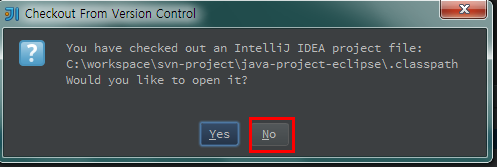 Checkout From Version Control
You have checked out an IntelliJ IDEA project file:
C:\workspace\svn-project\java-project-eclipse\.classpath
Would you like to open it?
Yes No